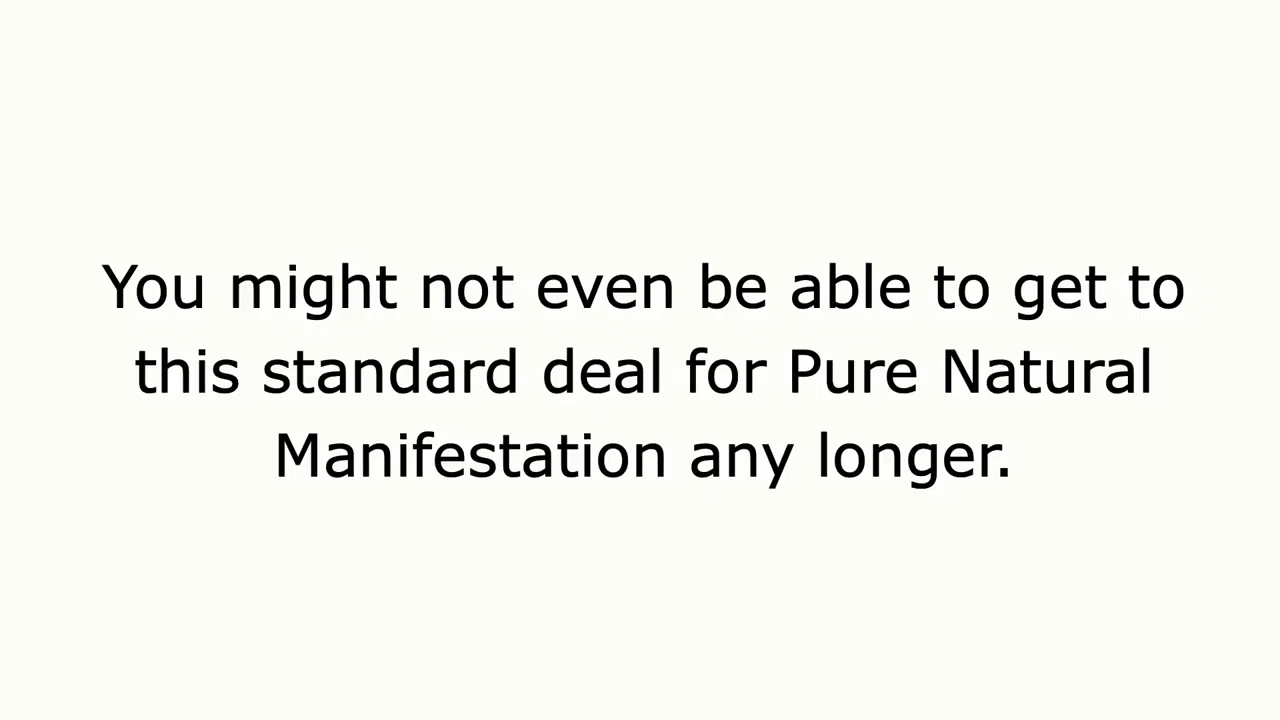 You might not even be able to get to
this standard deal for Pure Natural
Manifestation any longer.